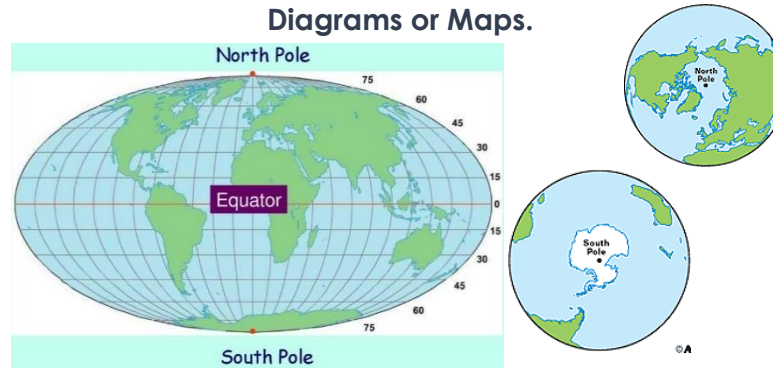 Diagrams or Maps.
North Pole
75
60
45
30
15
0
15
30
45
60
75
Equator
South Pole
North
Pole
South
Pole
©A